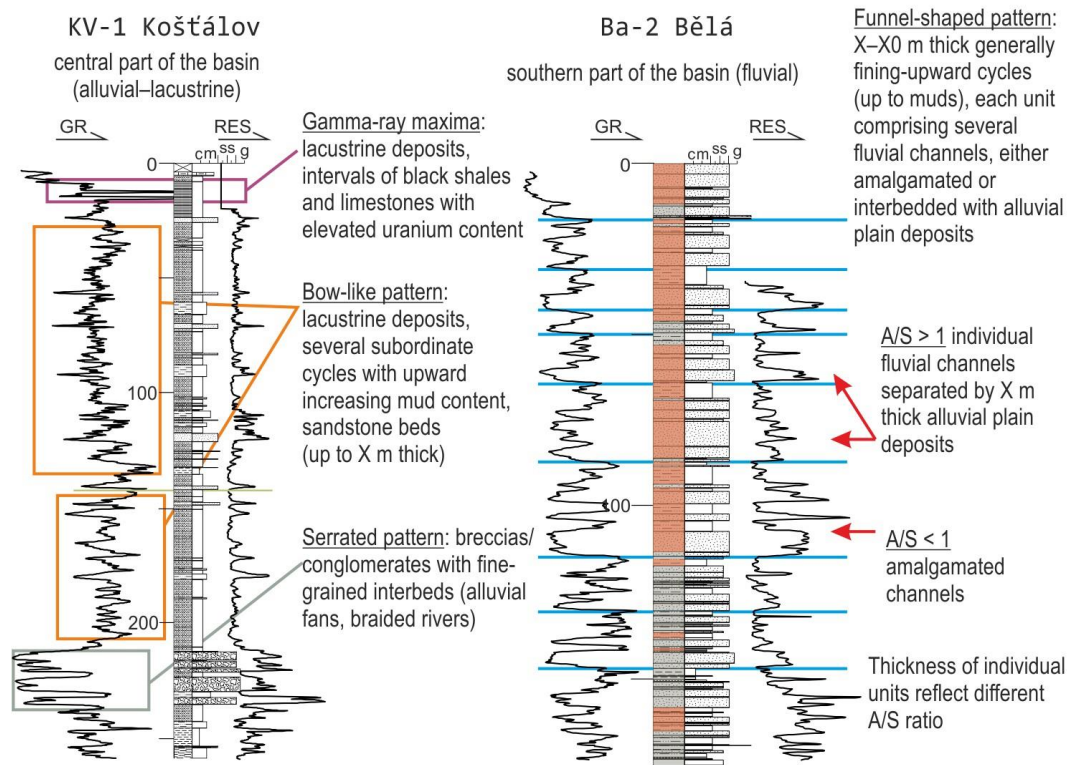 KV-1 Košťálov
central part of the basin
(alluvial–lacustrine)
GR
RES
cm ss g
0
100
200
Gamma-ray maxima:
lacustrine deposits,
intervals of black shales
and limestones with
elevated uranium content
Bow-like pattern:
lacustrine deposits,
several subordinate
cycles with upward
increasing mud content,
sandstone beds
(up to X m thick)
Serrated pattern: breccias/
conglomerates with fine-
grained interbeds (alluvial
fans, braided rivers)
Ba-2 Bělá
southern part of the basin (fluvial)
GR
RES
cm ss g
0
100
Funnel-shaped pattern:
X–X0 m thick generally
fining-upward cycles
(up to muds), each unit
comprising several
fluvial channels, either
amalgamated or
interbedded with alluvial
plain deposits
A/S > 1 individual
fluvial channels
separated by X m
thick alluvial plain
deposits
A/S < 1
amalgamated
channels
Thickness of individual
units reflect different
A/S ratio